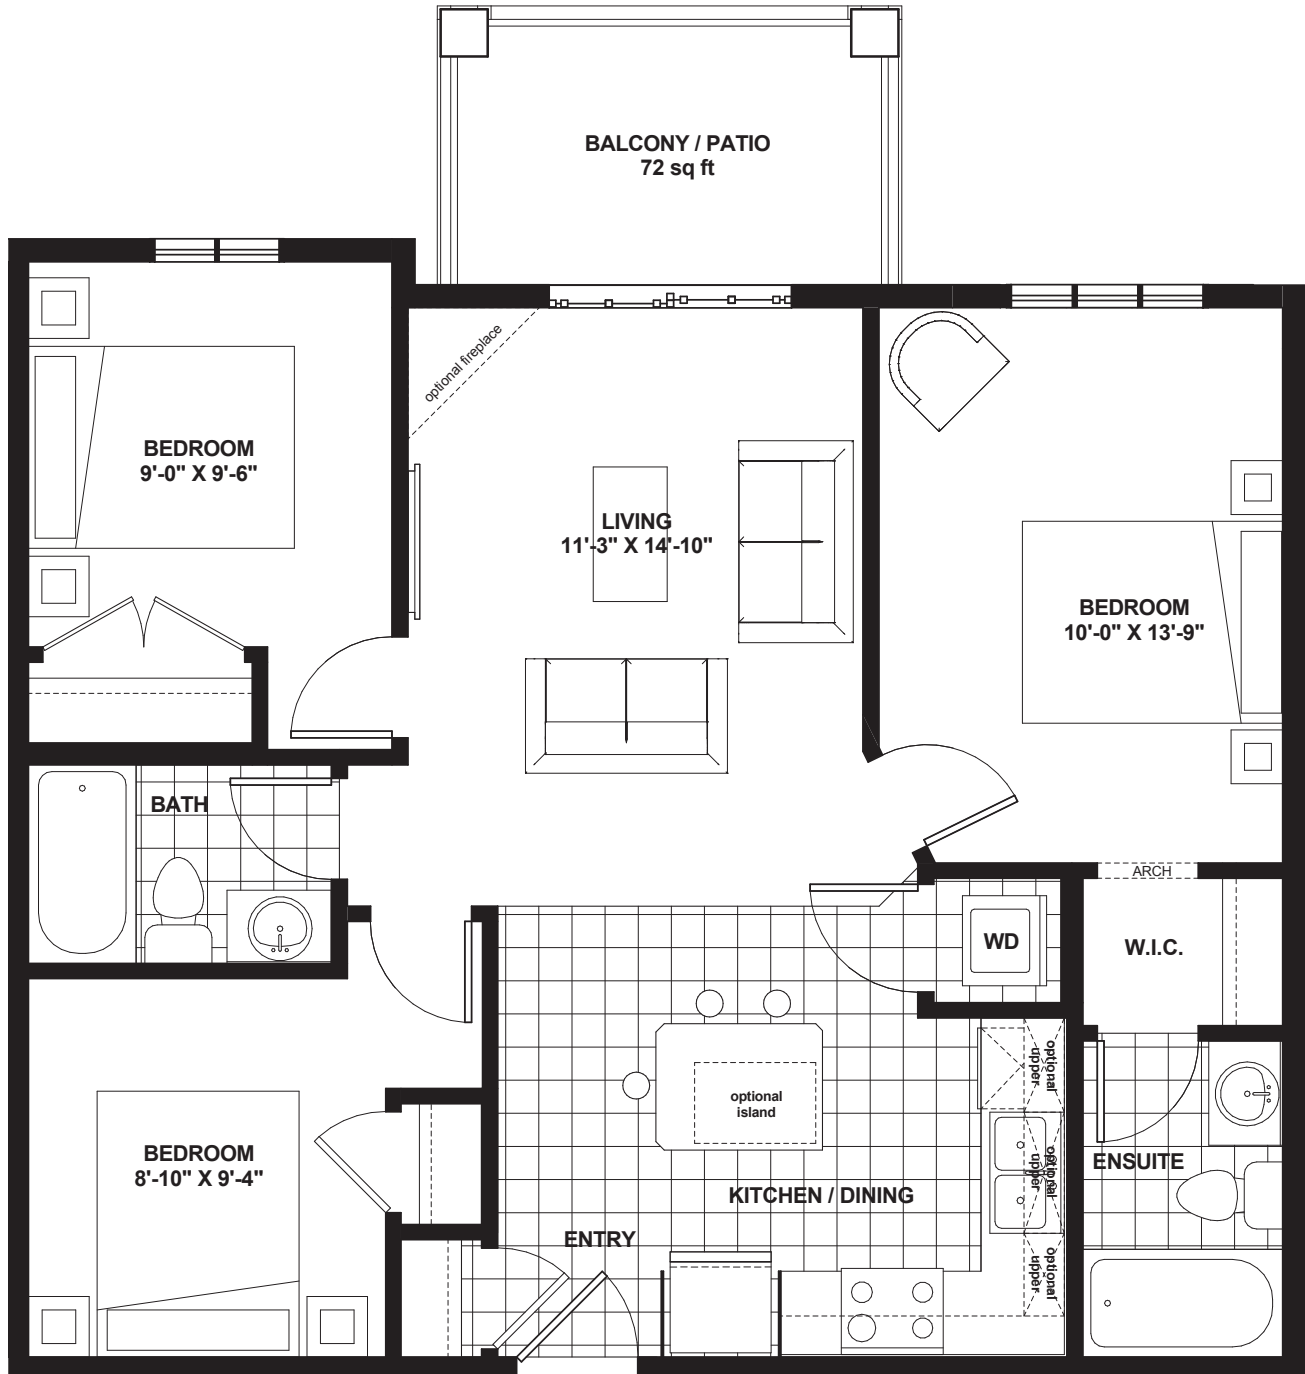 BALCONY / PATIO
72 sq ft
optional fireplace
BEDROOM
9'-0" X 9'-6"
LIVING
11'-3" X 14'-10"
BEDROOM
10'-0" X 13'-9"
BATH
ARCH
WD
W.I.C.
optional
upper
optional
island
BEDROOM
8'-10" X 9'-4"
optional
upper
ENSUITE
KITCHEN / DINING
ENTRY
optional
upper